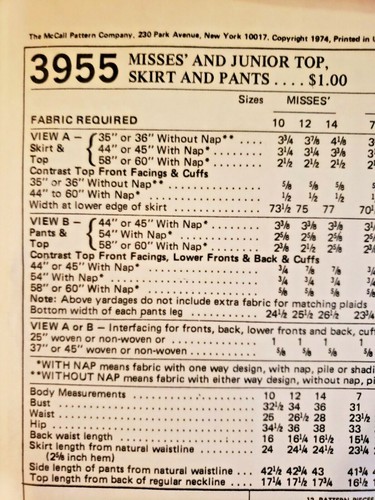 The McCall Pattern Company, 230 Park Avenue, New York 10017. Copyright 1974, Printed in
3955 MISSES' AND JUNIOR TOP,
SKIRT AND PANTS .... $1.00
Sizes MISSES'
FABRIC REQUIRED 10 12 14 7
VIEW A – 35" or 36" Without Nap** .... 3¾ 3⅞ 4⅛ 3
Skirt & 44" or 45" With Nap* .... 3¼ 3¼ 3⅜ 3
Top 58" or 60" With Nap* .... 2½ 2½ 2½ 2
Contrast Top Front Facings & Cuffs
35" or 36" Without Nap** .... ⅝ ⅝ ⅝
44" to 60" With Nap* .... ½ ½ ½
Width at lower edge of skirt 73½ 75 77 70
VIEW B – 44" or 45" With Nap* .... 3⅜ 3⅜ 3⅜
Pants & 54" With Nap* .... 2⅝ 2⅝ 2⅝
Top 58" or 60" With Nap* .... 2⅜ 2½ 2⅝ 2
Contrast Top Front Facings, Lower Fronts & Back & Cuffs
44" or 45" With Nap* .... ¾ ⅞ ⅞
54" With Nap* .... ¾ ¾ ¾
58" or 60" With Nap* .... ⅝ ⅝ ⅝
Note: Above yardages do not include extra fabric for matching plaids
Bottom width of each pants leg .... 24½ 25½ 26½ 23¾
VIEW A or B – Interfacing for fronts, back, lower fronts and back, cuff
25" woven or non-woven or .... 1 1 1
37" or 45" woven or non-woven .... ⅝ ⅝ ⅝
*WITH NAP means fabric with one way design, with nap, pile or shadi
**WITHOUT NAP means fabric with either way design, without nap, pi
Body Measurements 10 12 14 7
Bust .... 32½ 34 36 31
Waist .... 25 26½ 28 23½
Hip .... 34½ 36 38 33
Back waist length .... 16 16¼ 16½ 15¼
Skirt length from natural waistline .... 24 24¼ 24½ 23¾
(2⅝ inch hem)
Side length of pants from natural waistline ... 42½ 42¾ 43 41¾
Top length from back of regular neckline .... 17¼ 17½ 17¾ 16½